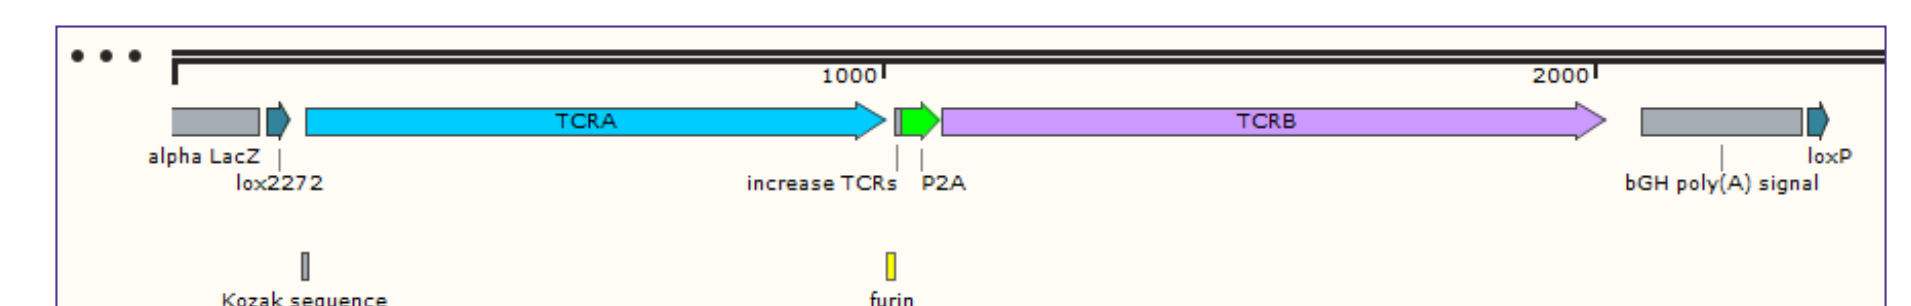 1000
2000
TCRA
TCRB
alpha LacZ
loxP
lox2272
increase TCRs
P2A
bGH poly(A) signal
Kozak sequence
furin